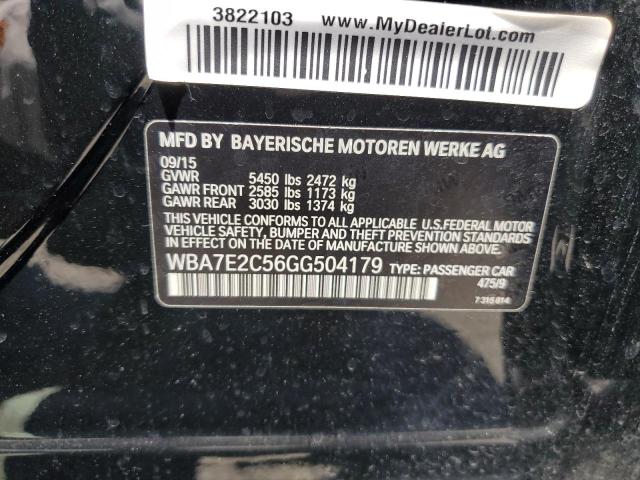 3822103 www.MyDealerLot.com
MFD BY BAYERISCHE MOTOREN WERKE AG
09/15
GVWR 5450 lbs 2472 kg
GAWR FRONT 2585 lbs 1173 kg
GAWR REAR 3030 lbs 1374 kg
THIS VEHICLE CONFORMS TO ALL APPLICABLE U.S.FEDERAL MOTOR
VEHICLE SAFETY, BUMPER, AND THEFT PREVENTION STANDARDS
IN EFFECT ON THE DATE OF MANUFACTURE SHOWN ABOVE.
WBA7E2C56GG504179 TYPE: PASSENGER CAR
475/9
7 315 814